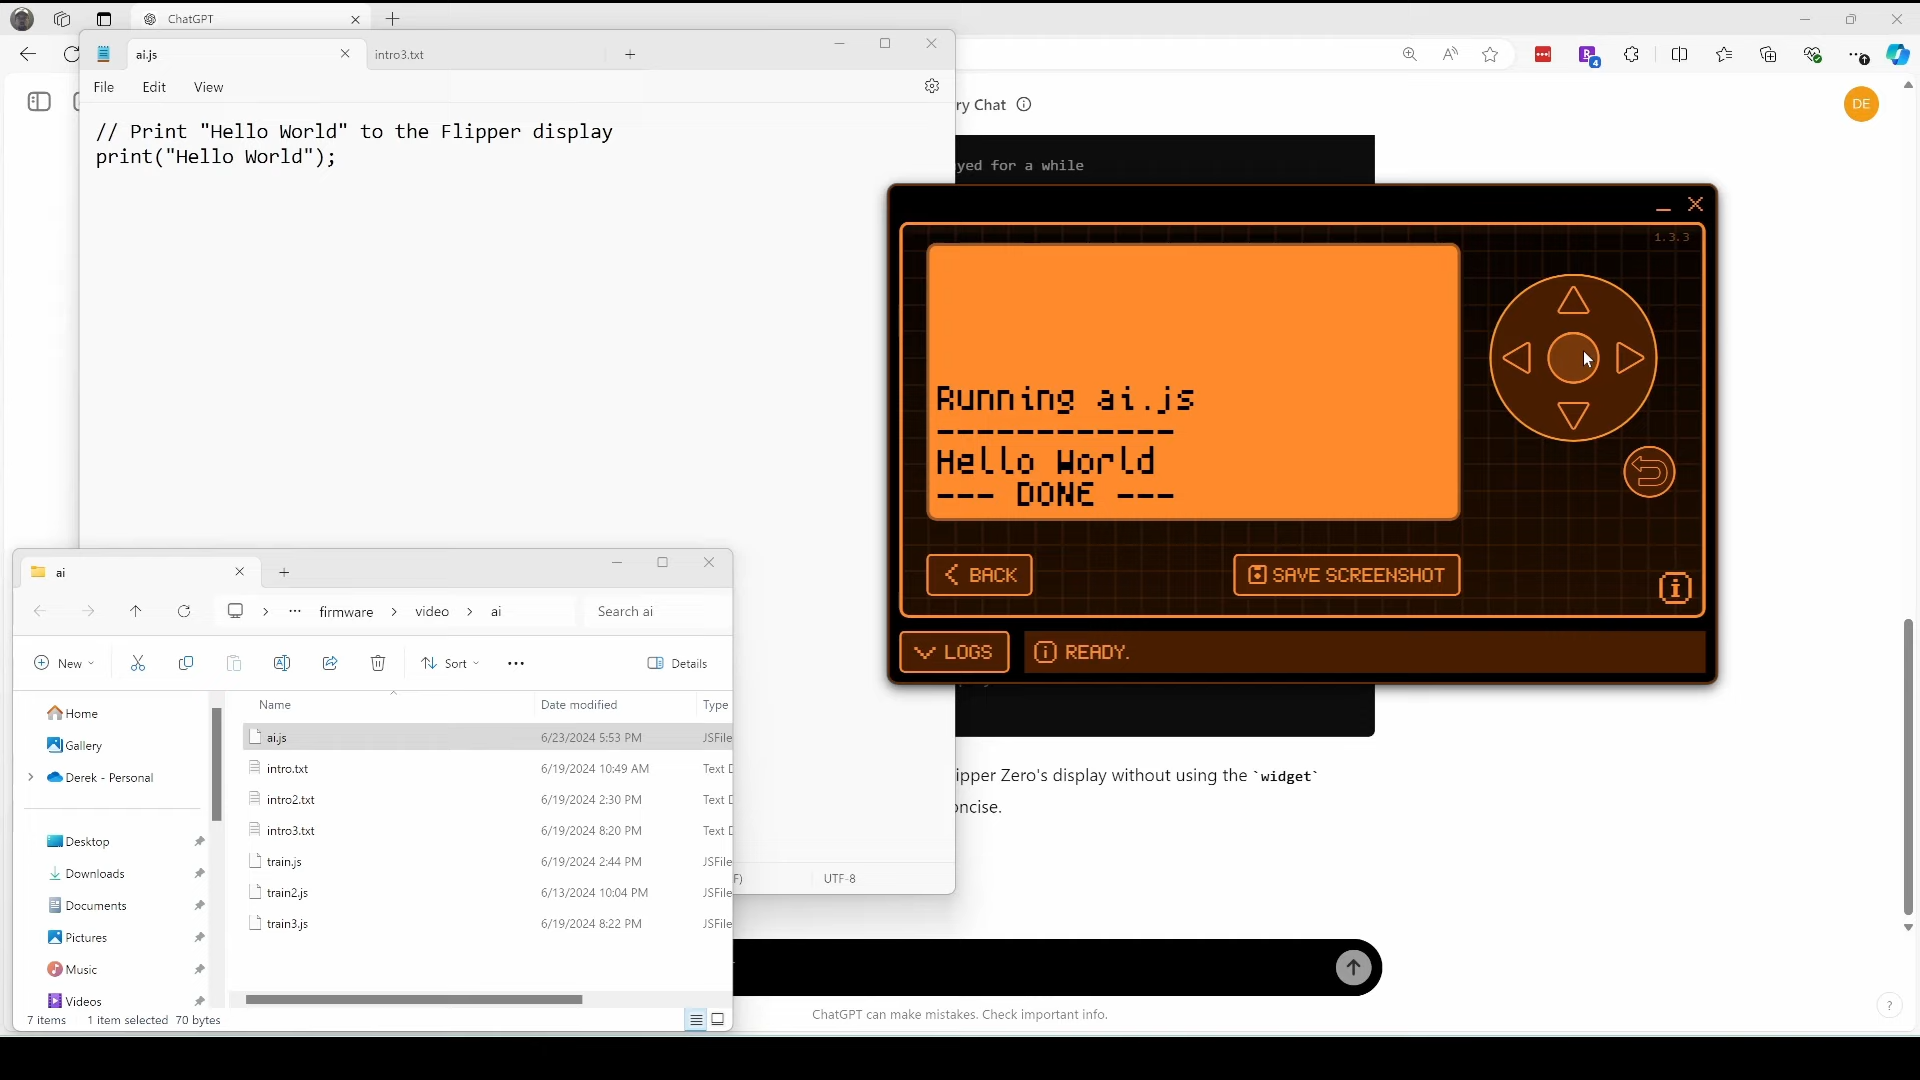 ChatGPT
ai.js
intro3.txt
File
Edit
View
// Print "Hello World" to the Flipper display
print("Hello World");
ry Chat
DE
4
yed for a while
1.3.3
Running ai.js
------------
Hello World
--- DONE ---
BACK
SAVE SCREENSHOT
LOGS
READY.
ipper Zero's display without using the `widget`
oncise.
UTF-8
ai
firmware > video > ai
Search ai
New
Sort
Details
Home
Gallery
Derek - Personal
Desktop
Downloads
Documents
Pictures
Music
Videos
Name
Date modified
Type
ai.js 6/23/2024 5:53 PM JSFile
intro.txt 6/19/2024 10:49 AM Text D
intro2.txt 6/19/2024 2:30 PM Text D
intro3.txt 6/19/2024 8:20 PM Text D
train.js 6/19/2024 2:44 PM JSFile
train2.js 6/13/2024 10:04 PM JSFile
train3.js 6/19/2024 8:22 PM JSFile
7 items
1 item selected 70 bytes
ChatGPT can make mistakes. Check important info.
?